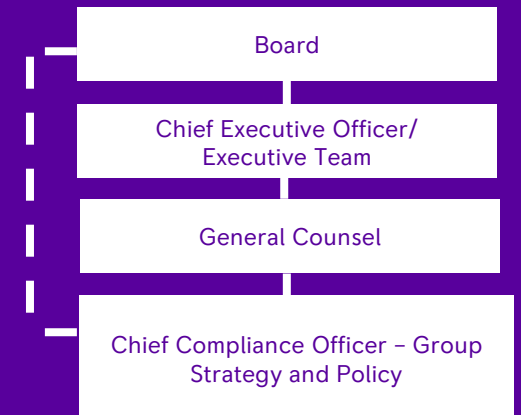 Board
Chief Executive Officer/
Executive Team
General Counsel
Chief Compliance Officer – Group
Strategy and Policy